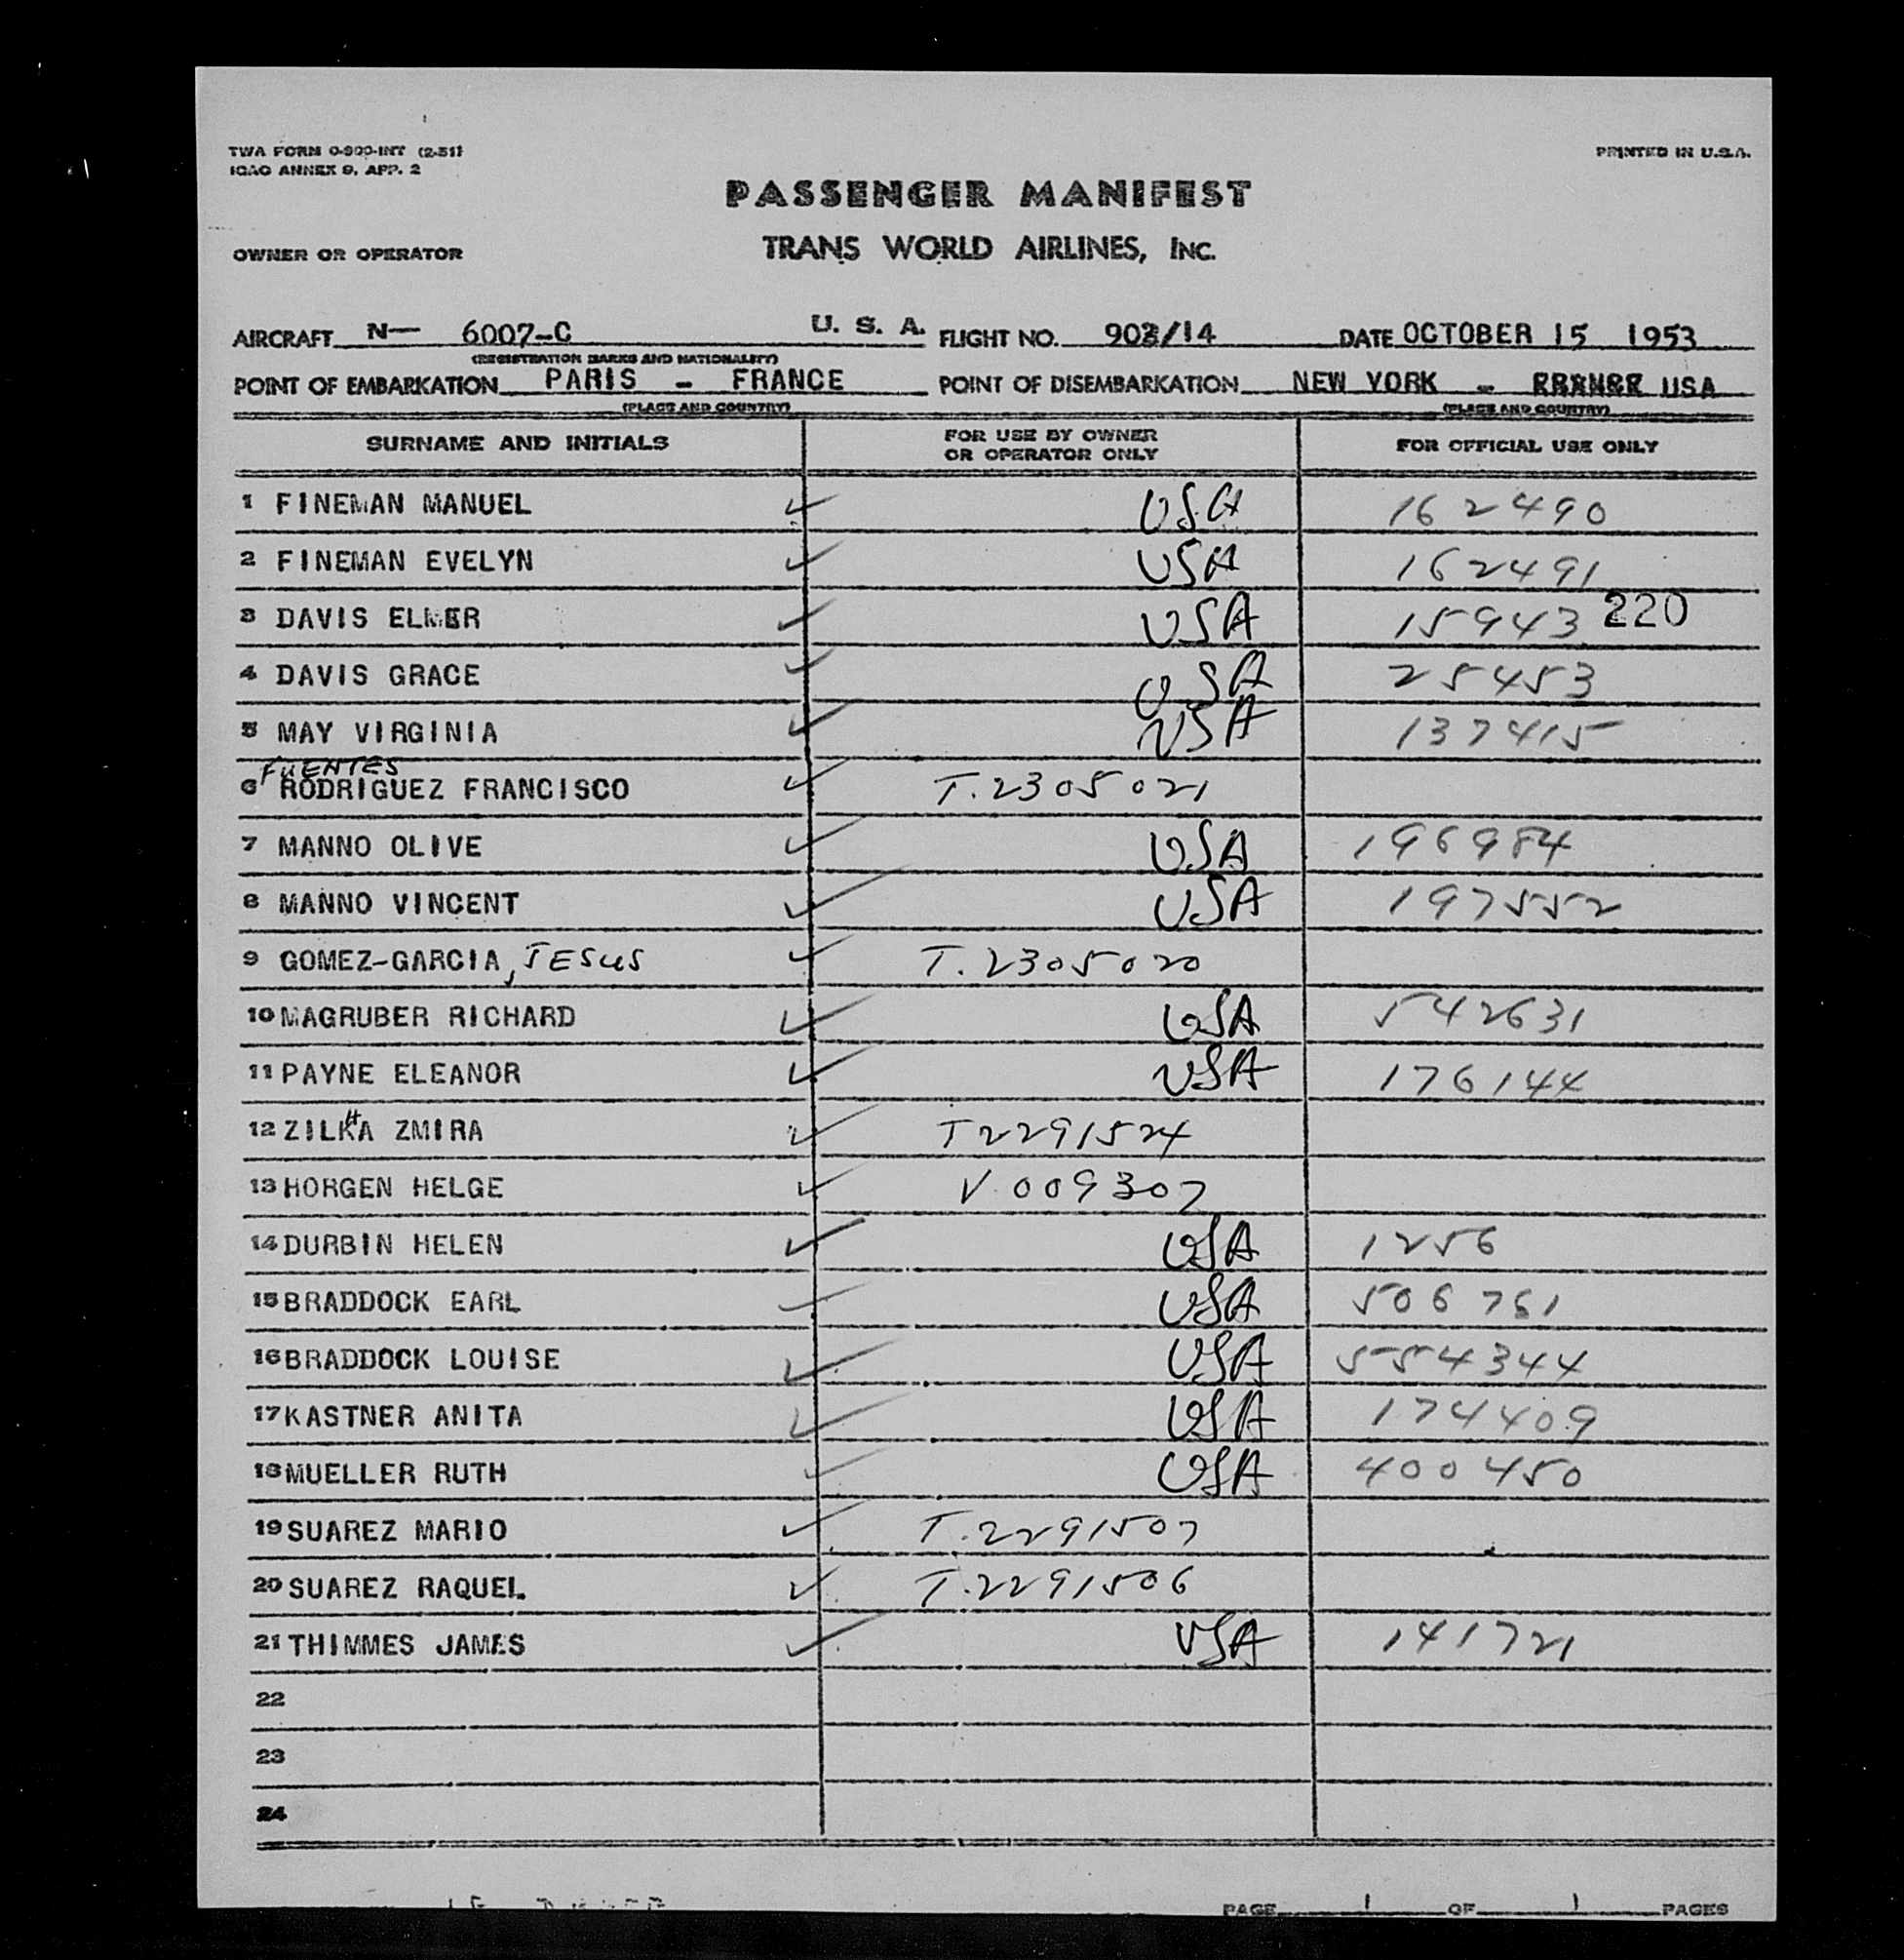 TWA FORM 0-900-INT (2-51)
PRINTED IN U.S.A.
ICAO ANNEX 9, APP. 2
PASSENGER MANIFEST
OWNER OR OPERATOR TRANS WORLD AIRLINES, INC.
AIRCRAFT N— 6007-C U. S. A. FLIGHT NO. 903/14 DATE OCTOBER 15 1953
(REGISTRATION MARKS AND NATIONALITY)
POINT OF EMBARKATION PARIS - FRANCE POINT OF DISEMBARKATION NEW YORK - USA
(PLACE AND COUNTRY) (PLACE AND COUNTRY)
SURNAME AND INITIALS FOR USE BY OWNER OR OPERATOR ONLY FOR OFFICIAL USE ONLY
1 FINEMAN MANUEL USA 162490
2 FINEMAN EVELYN USA 162491
3 DAVIS ELMER USA 15943 220
4 DAVIS GRACE USA 25453
5 MAY VIRGINIA USA 137415
FUENTES
6 RODRIGUEZ FRANCISCO T.2305021
7 MANNO OLIVE USA 196984
8 MANNO VINCENT USA 197552
9 GOMEZ-GARCIA, JESUS T.2305020
10 MAGRUBER RICHARD USA 542631
11 PAYNE ELEANOR USA 176144
12 ZILKHA ZMIRA T2291524
13 HORGEN HELGE V.009307
14 DURBIN HELEN USA 1256
15 BRADDOCK EARL USA 506761
16 BRADDOCK LOUISE USA 554344
17 KASTNER ANITA USA 174409
18 MUELLER RUTH USA 400450
19 SUAREZ MARIO T.2291507
20 SUAREZ RAQUEL T.2291506
21 THIMMES JAMES USA 141721
22
23
24
PAGE 1 OF 1 PAGES